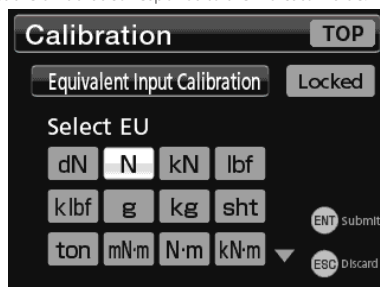 Calibration TOP
Equivalent Input Calibration Locked
Select EU
dN N kN lbf
klbf g kg sht
ENT Submit
ton mN·m N·m kN·m
ESC Discard